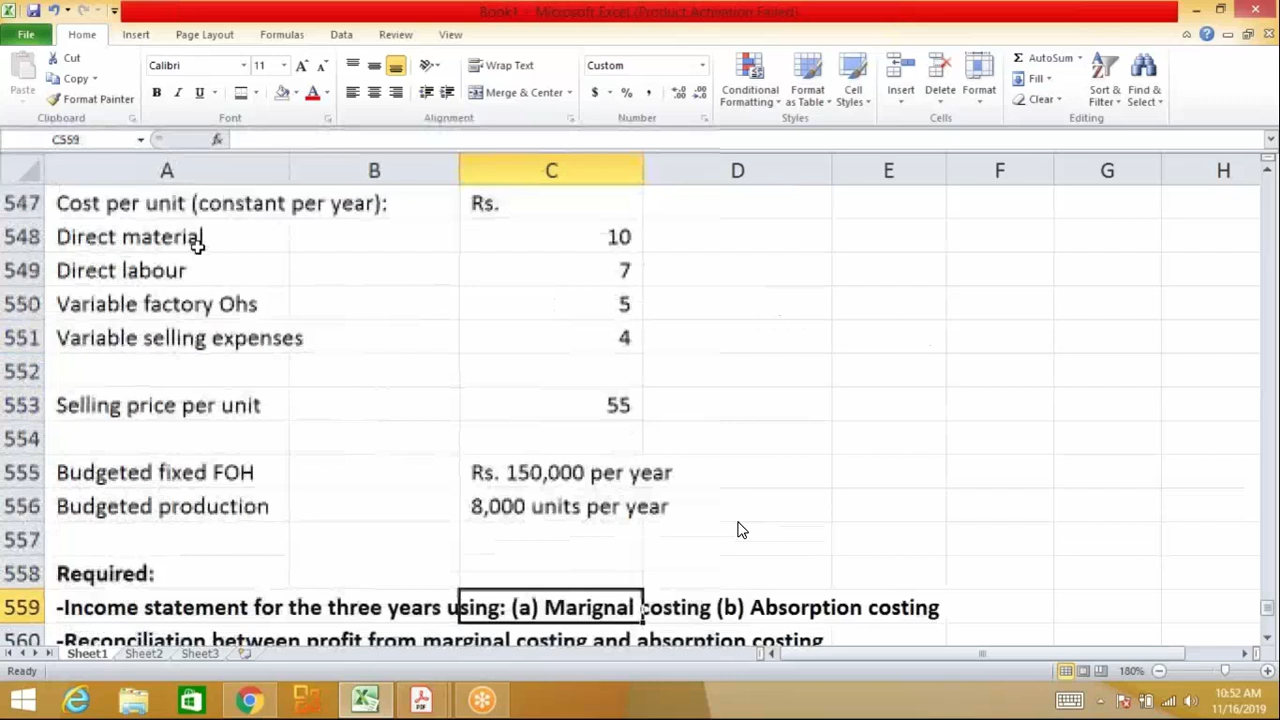 Book1 - Microsoft Excel (Product Activation Failed)
File Home Insert Page Layout Formulas Data Review View
Cut
Copy
Format Painter
Paste
Clipboard
Calibri 11
B I U
Font
Wrap Text
Merge & Center
Alignment
Custom
$ % ,
Number
Conditional Formatting
Format as Table
Cell Styles
Styles
Insert Delete Format
Cells
AutoSum
Fill
Clear
Sort & Filter
Find & Select
Editing
C559 fx
A B C D E F G H
547 Cost per unit (constant per year): Rs.
548 Direct material 10
549 Direct labour 7
550 Variable factory Ohs 5
551 Variable selling expenses 4
552
553 Selling price per unit 55
554
555 Budgeted fixed FOH Rs. 150,000 per year
556 Budgeted production 8,000 units per year
557
558 Required:
559 -Income statement for the three years using: (a) Marignal costing (b) Absorption costing
560 -Reconciliation between profit from marginal costing and absorption costing
Sheet1 Sheet2 Sheet3
Ready 180%
PDF
10:52 AM
11/16/2019